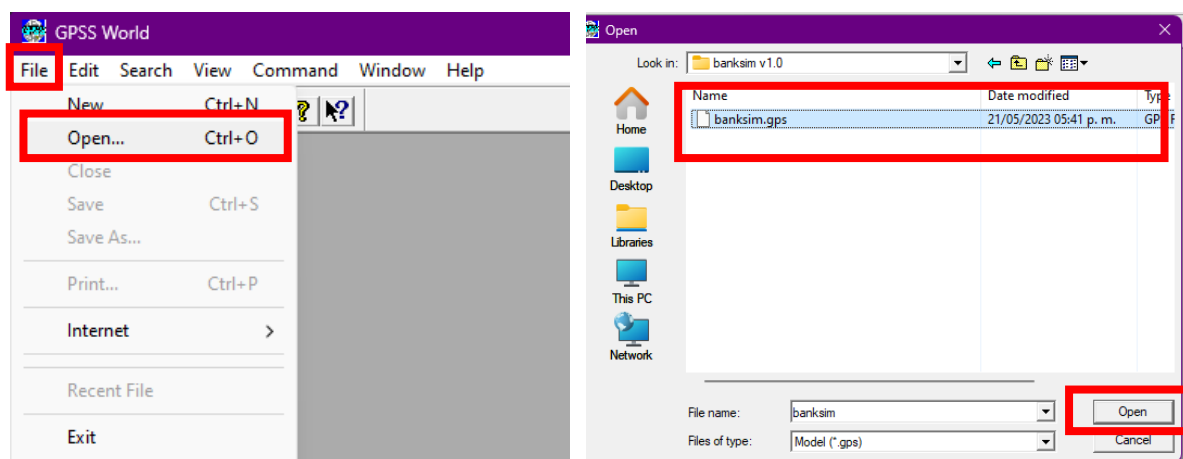 GPSS World
File Edit Search View Command Window Help
New Ctrl+N
Open... Ctrl+O
Close
Save Ctrl+S
Save As...
Print... Ctrl+P
Internet
Recent File
Exit
Open
Look in: banksim v1.0
Name Date modified Type
banksim.gps 21/05/2023 05:41 p. m.
Home
Desktop
Libraries
This PC
Network
File name: banksim Open
Files of type: Model (*.gps) Cancel